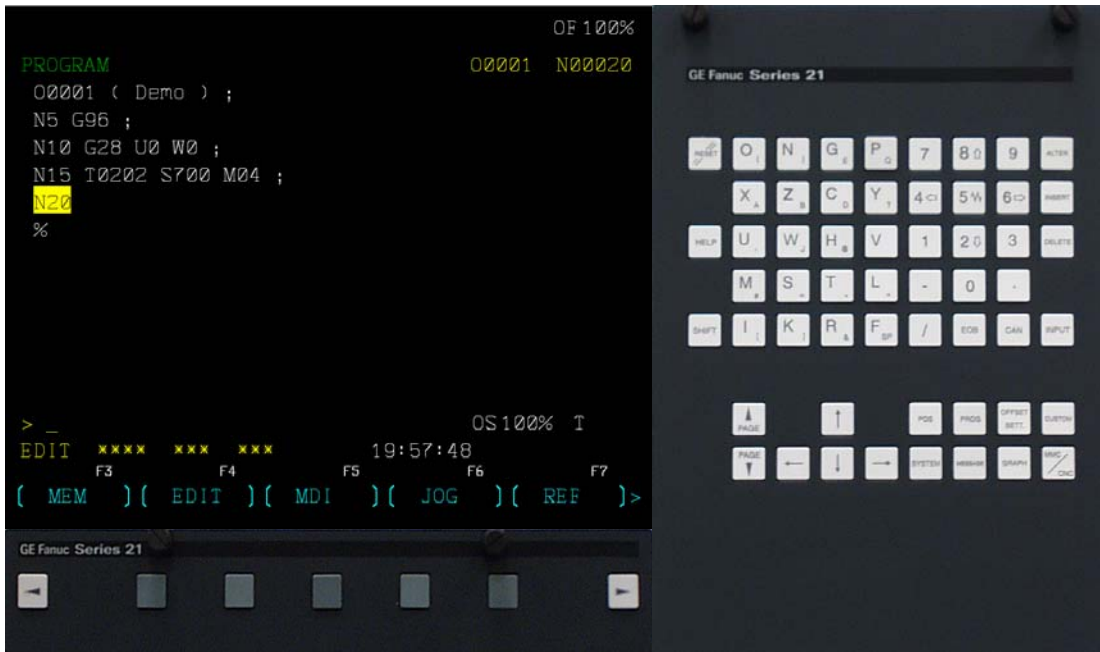 OF 100%
PROGRAM O0001 N00020
O0001 ( Demo ) ;
N5 G96 ;
N10 G28 U0 W0 ;
N15 T0202 S700 M04 ;
N20
%
> _ OS 100% T
EDIT **** *** *** 19:57:48
F3 F4 F5 F6 F7
( MEM )( EDIT )( MDI )( JOG )( REF )>
GE Fanuc Series 21
GE Fanuc Series 21
RESET O ( N ) G E P Q 7 8 ⇧ 9 ALTER
X A Z B C D Y ? 4 ⇦ 5 6 ⇨ INSERT
HELP U W J H V 1 2 ⇩ 3 DELETE
M # S = T L + - 0 .
SHIFT I [ K ] R & F SP / EOB CAN INPUT
PAGE ↑ POS PROG OFFSET SETT. CUSTOM
PAGE ← ↓ → SYSTEM MESSAGE GRAPH MMC/CNC